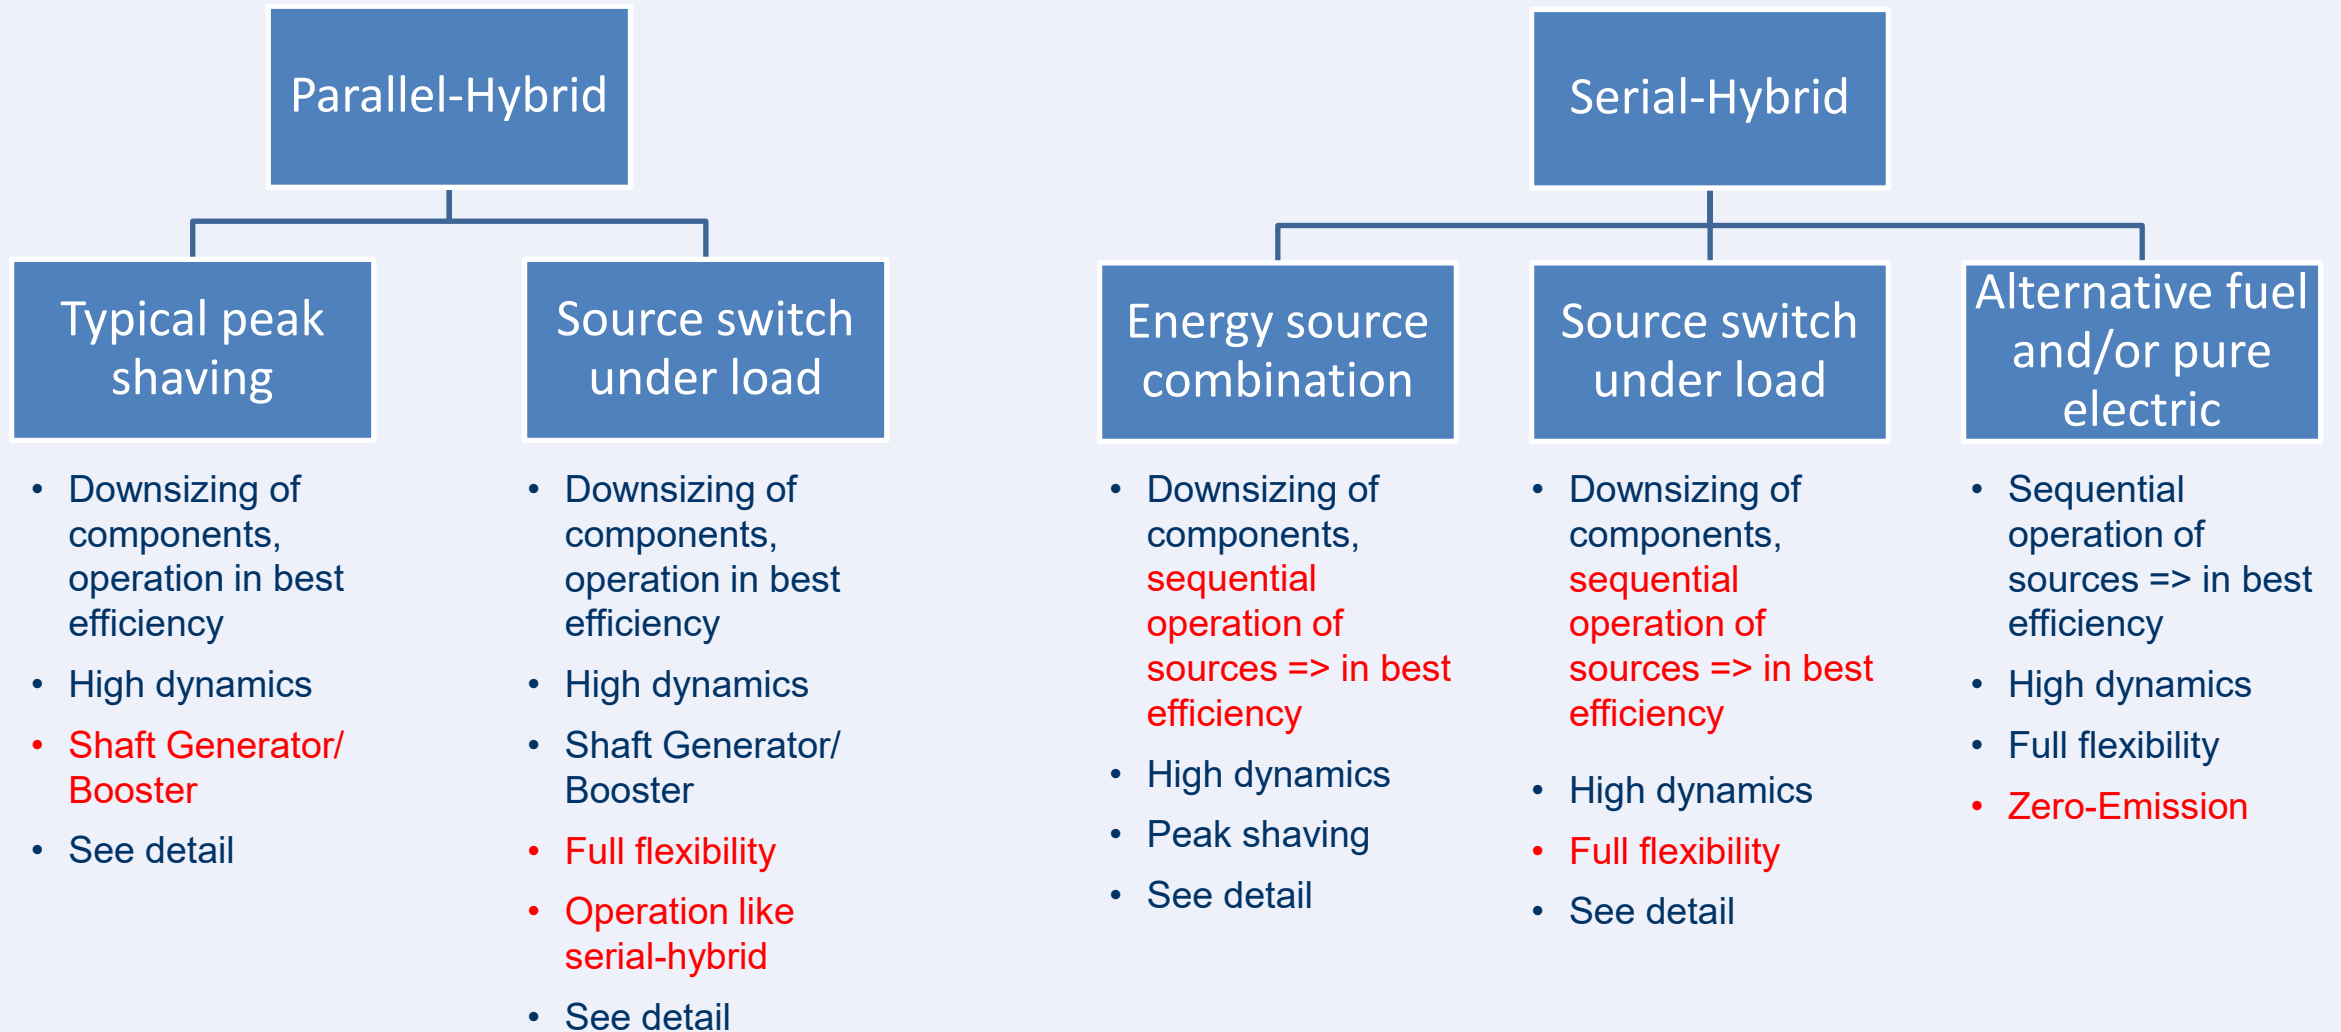 Parallel-Hybrid
Typical peak
shaving
• Downsizing of
components,
operation in best
efficiency
• High dynamics
• Shaft Generator/
Booster
• See detail
Source switch
under load
• Downsizing of
components,
operation in best
efficiency
• High dynamics
• Shaft Generator/
Booster
• Full flexibility
• Operation like
serial-hybrid
• See detail
Serial-Hybrid
Energy source
combination
• Downsizing of
components,
sequential
operation of
sources => in best
efficiency
• High dynamics
• Peak shaving
• See detail
Source switch
under load
• Downsizing of
components,
sequential
operation of
sources => in best
efficiency
• High dynamics
• Full flexibility
• See detail
Alternative fuel
and/or pure
electric
• Sequential
operation of
sources => in best
efficiency
• High dynamics
• Full flexibility
• Zero-Emission